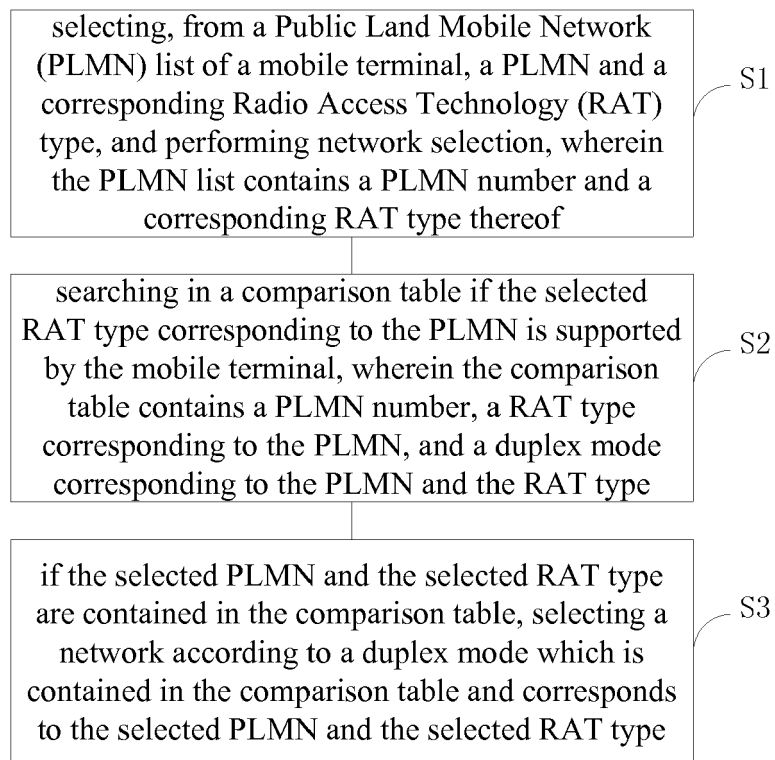 selecting, from a Public Land Mobile Network
(PLMN) list of a mobile terminal, a PLMN and a
corresponding Radio Access Technology (RAT)
type, and performing network selection, wherein
the PLMN list contains a PLMN number and a
corresponding RAT type thereof
S1
searching in a comparison table if the selected
RAT type corresponding to the PLMN is supported
by the mobile terminal, wherein the comparison
table contains a PLMN number, a RAT type
corresponding to the PLMN, and a duplex mode
corresponding to the PLMN and the RAT type
S2
if the selected PLMN and the selected RAT type
are contained in the comparison table, selecting a
network according to a duplex mode which is
contained in the comparison table and corresponds
to the selected PLMN and the selected RAT type
S3